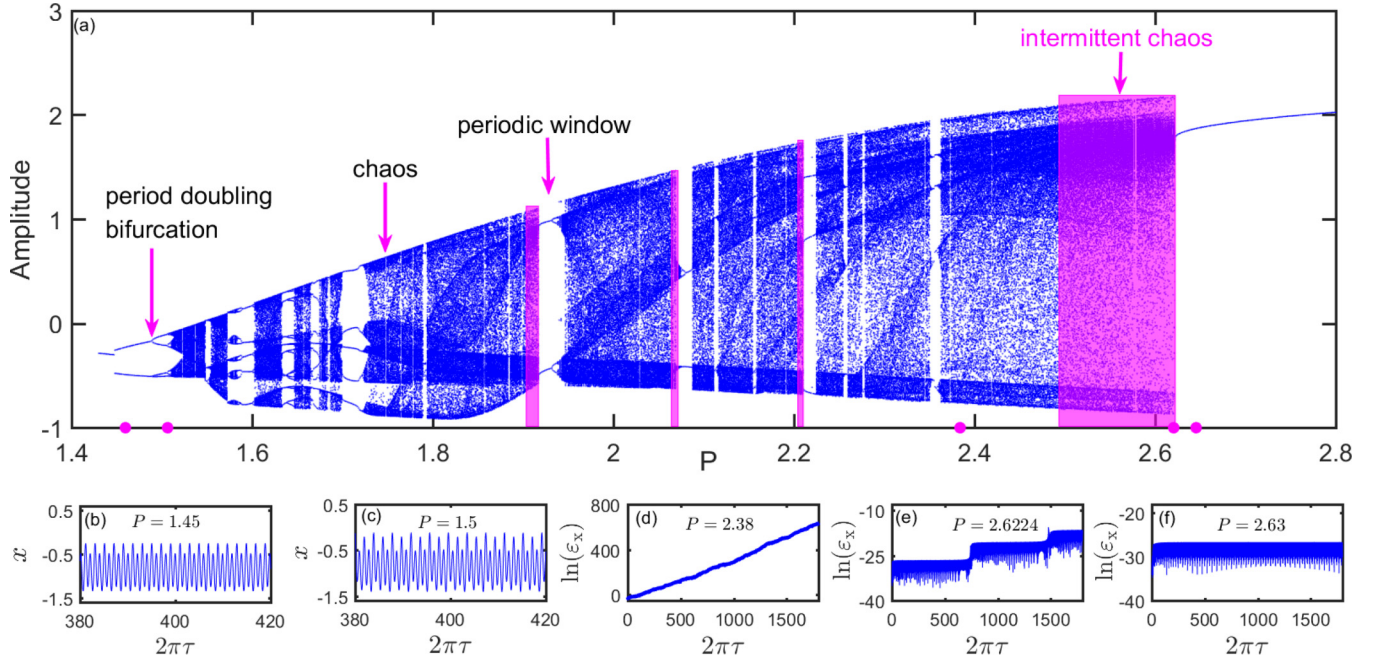 3
(a)
intermittent chaos
2
periodic window
chaos
period doubling
bifurcation
1
Amplitude
0
-1
1.4
1.6
1.8
2
P
2.2
2.4
2.6
2.8
0.5
(b)
P = 1.45
x
-0.5
-1.5
380
400
420
2πτ
0.5
(c)
P = 1.5
x
-0.5
-1.5
380
400
420
2πτ
800
(d)
P = 2.38
ln(εx)
400
0
0
500
1000
1500
2πτ
-10
(e)
P = 2.6224
ln(εx)
-25
-40
0
500
1000
1500
2πτ
-20
(f)
P = 2.63
ln(εx)
-30
-40
0
500
1000
1500
2πτ